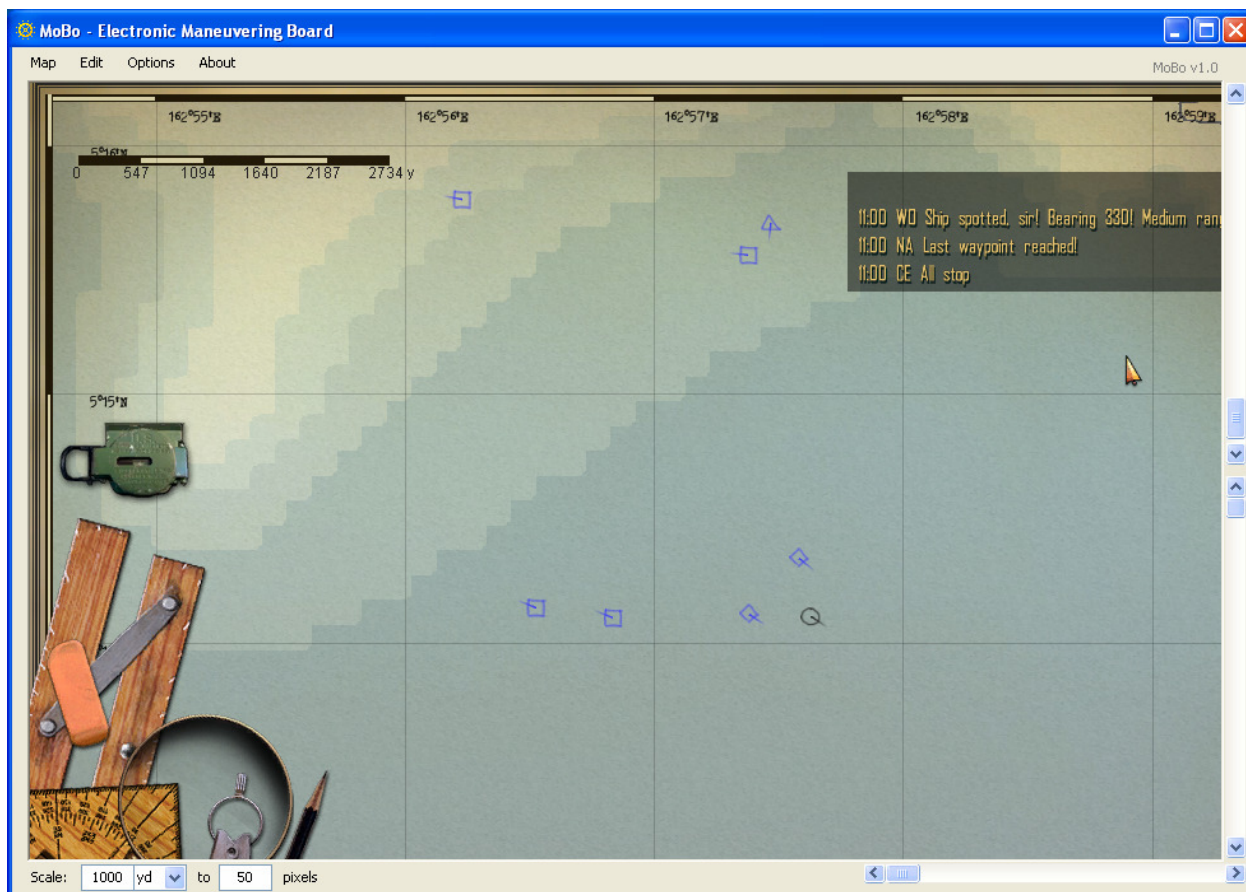 MoBo - Electronic Maneuvering Board
Map Edit Options About
MoBo v1.0
162°55'E 162°56'E 162°57'E 162°58'E 162°59'E
5°16'N
0 547 1094 1640 2187 2734 y
11:00 WO Ship spotted, sir! Bearing 330! Medium
11:00 NA Last waypoint reached!
11:00 CE All stop
5°15'N
Scale: 1000 yd to 50 pixels